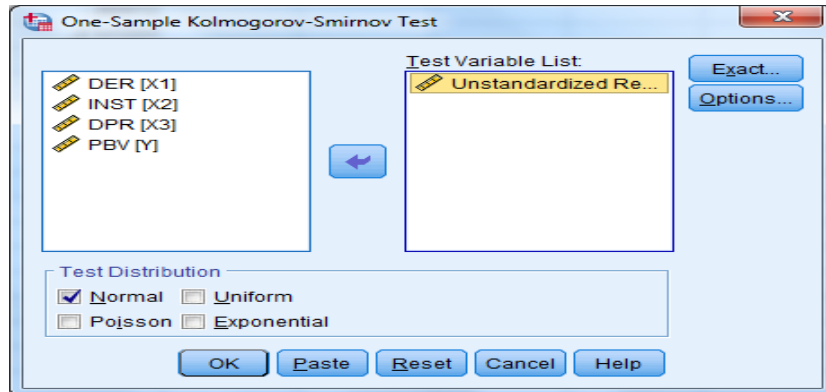 One-Sample Kolmogorov-Smirnov Test
Test Variable List:
DER [X1]
INST [X2]
DPR [X3]
PBV [Y]
Unstandardized Re...
Exact...
Options...
Test Distribution
Normal Uniform
Poisson Exponential
OK Paste Reset Cancel Help